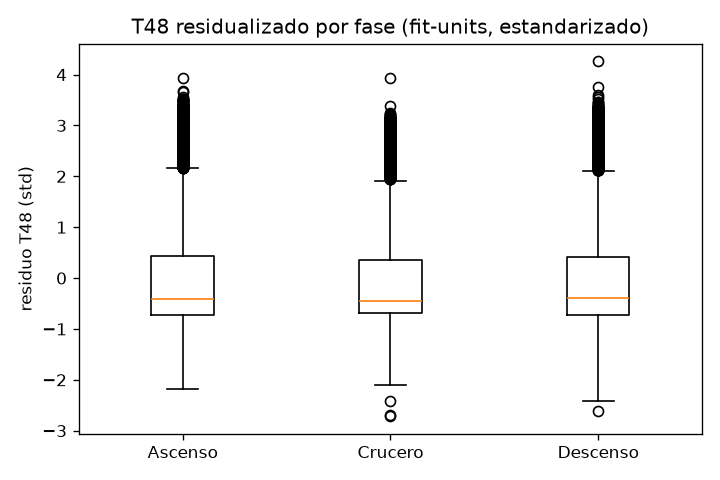 T48 residualizado por fase (fit-units, estandarizado)
residuo T48 (std)
4
3
2
1
0
−1
−2
−3
Ascenso
Crucero
Descenso